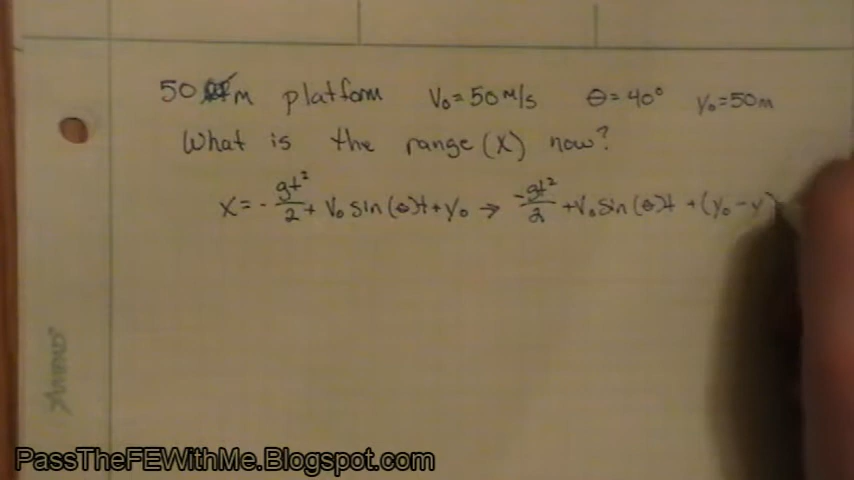 50 m platform V₀=50 m/s θ=40° y₀=50m
What is the range (x) now?
x = - gt²/2 + V₀ sin(θ)t + y₀ → -gt²/2 + V₀ sin(θ)t + (y₀ - y)
AMPAD
PassTheFEWithMe.Blogspot.com